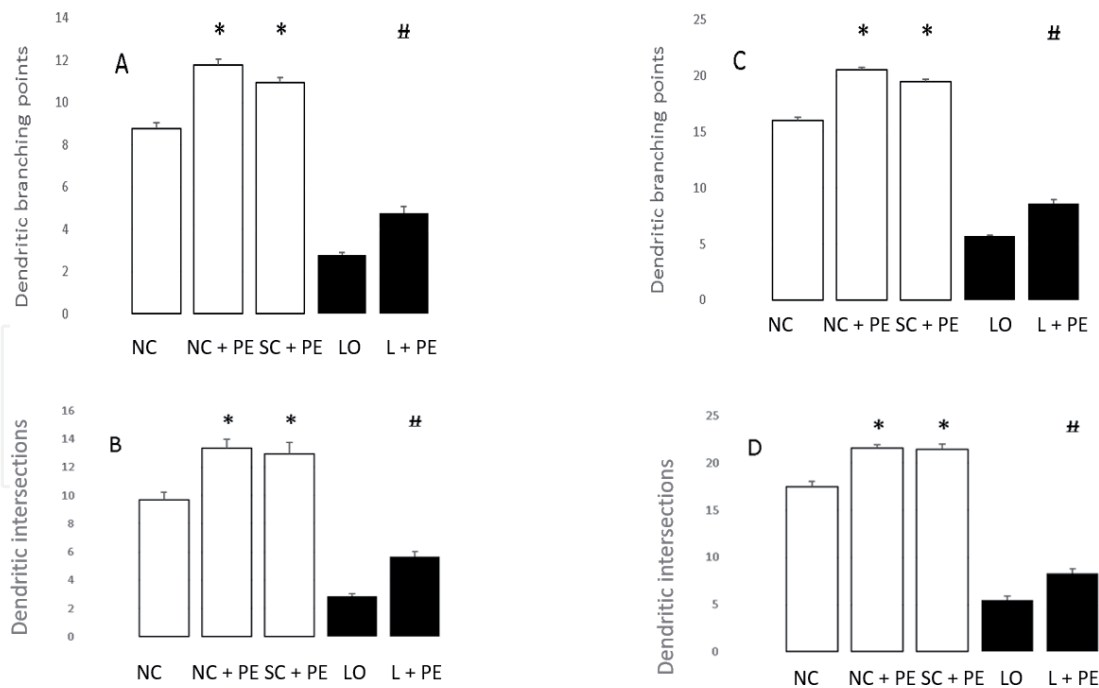 Dendritic branching points
14
12
10
8
6
4
2
0
A
* * #
NC NC + PE SC + PE LO L + PE
Dendritic branching points
25
20
15
10
5
0
C
* * #
NC NC + PE SC + PE LO L + PE
Dendritic intersections
16
14
12
10
8
6
4
2
0
B
* * #
NC NC + PE SC + PE LO L + PE
Dendritic intersections
25
20
15
10
5
0
D
* * #
NC NC + PE SC + PE LO L + PE